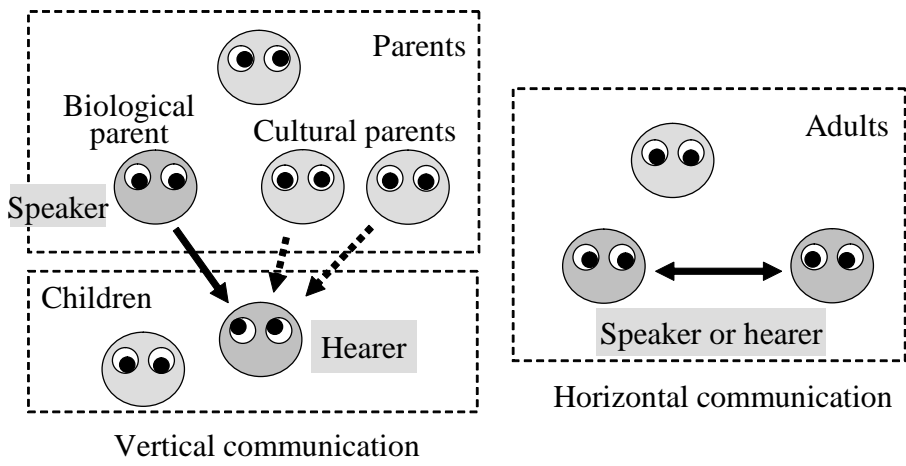 Parents
Biological
parent
Cultural parents
Speaker
Children
Hearer
Vertical communication
Adults
Speaker or hearer
Horizontal communication